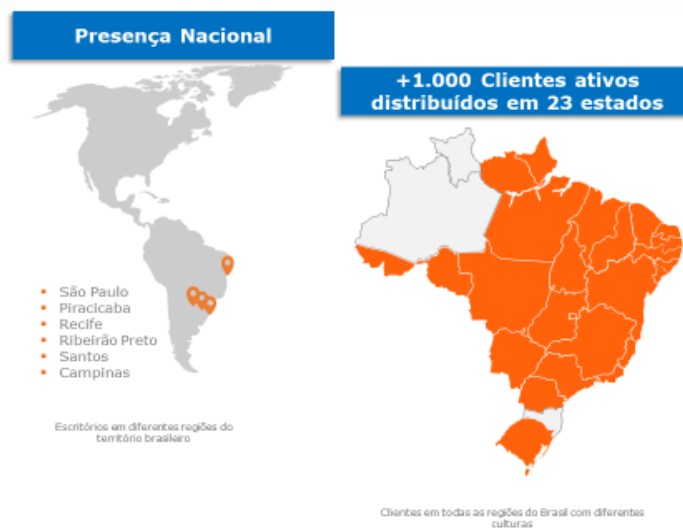 Presença Nacional
+1.000 Clientes ativos
distribuídos em 23 estados
• São Paulo
• Piracicaba
• Recife
• Ribeirão Preto
• Santos
• Campinas
Escritórios em diferentes regiões do
território brasileiro
Clientes em todas as regiões do Brasil com diferentes
culturas